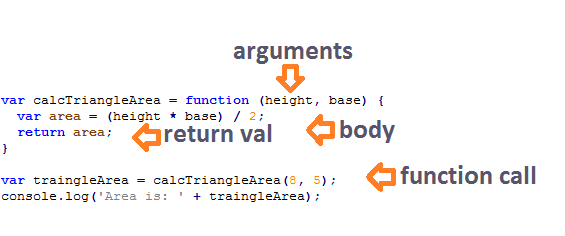 arguments
var calcTriangleArea = function (height, base) {
  var area = (height * base) / 2;
  return area;
return val
body
}
var traingleArea = calcTriangleArea(8, 5);
function call
console.log('Area is: ' + traingleArea);